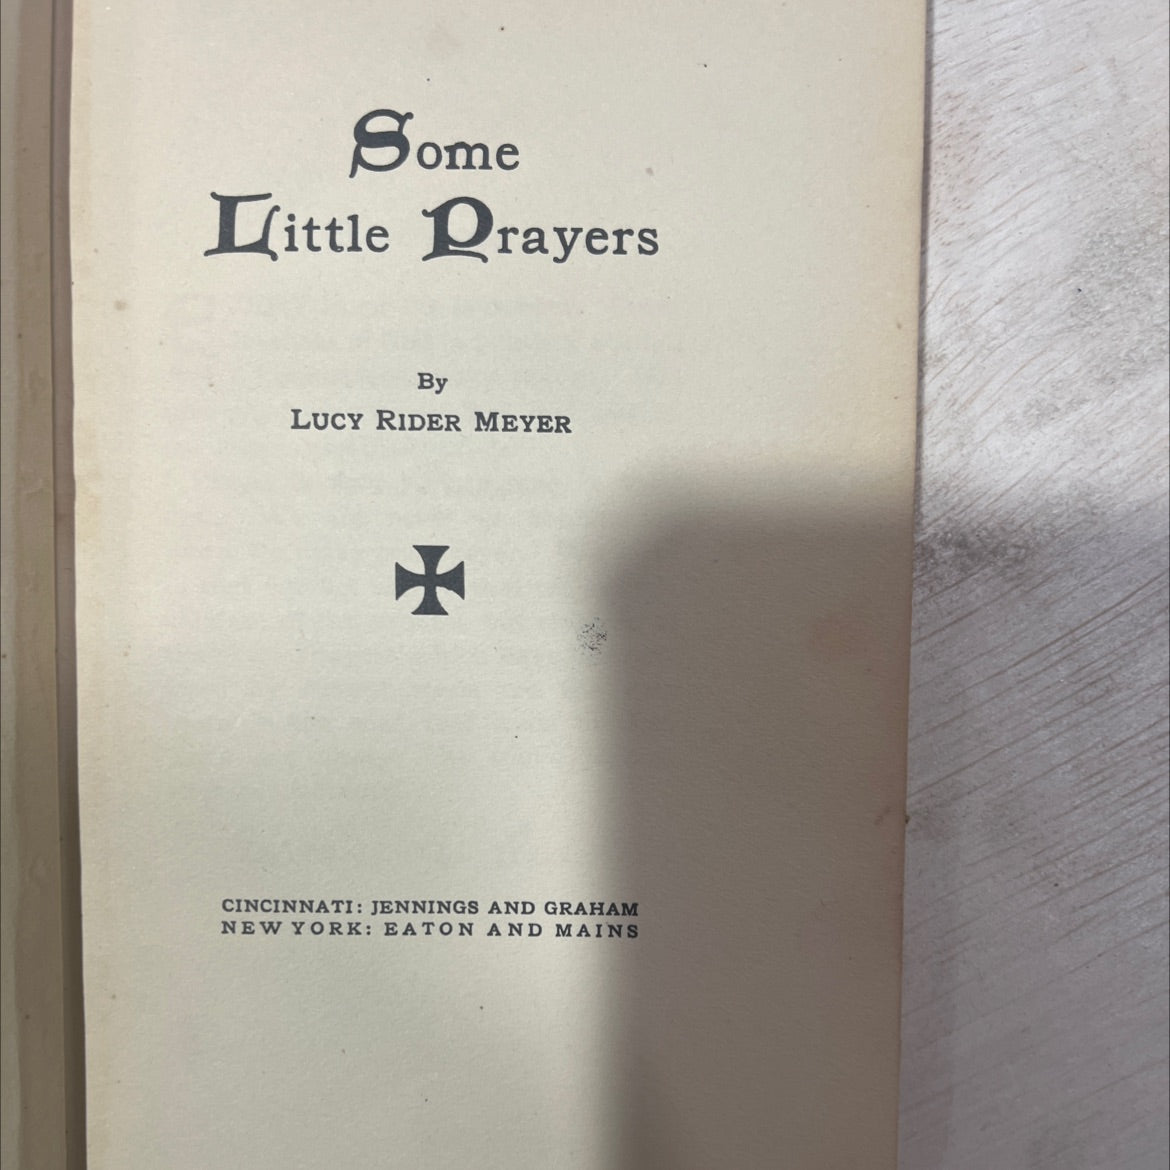 Some
Little Prayers
By
LUCY RIDER MEYER
CINCINNATI: JENNINGS AND GRAHAM
NEW YORK: EATON AND MAINS